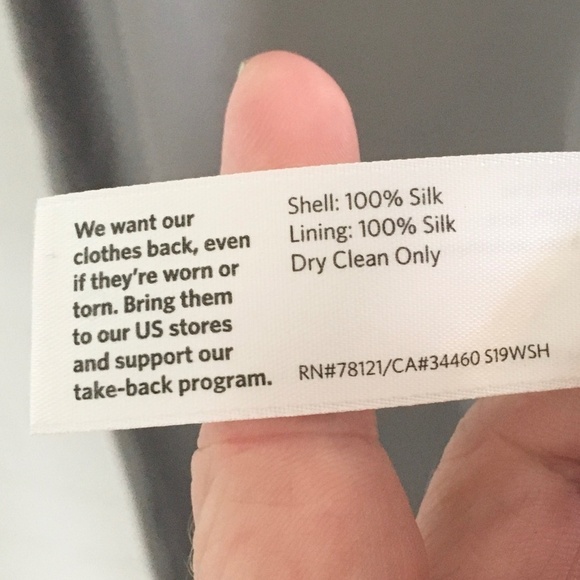 We want our
clothes back, even
if they're worn or
torn. Bring them
to our US stores
and support our
take-back program.
Shell: 100% Silk
Lining: 100% Silk
Dry Clean Only
RN#78121/CA#34460 S19WSH